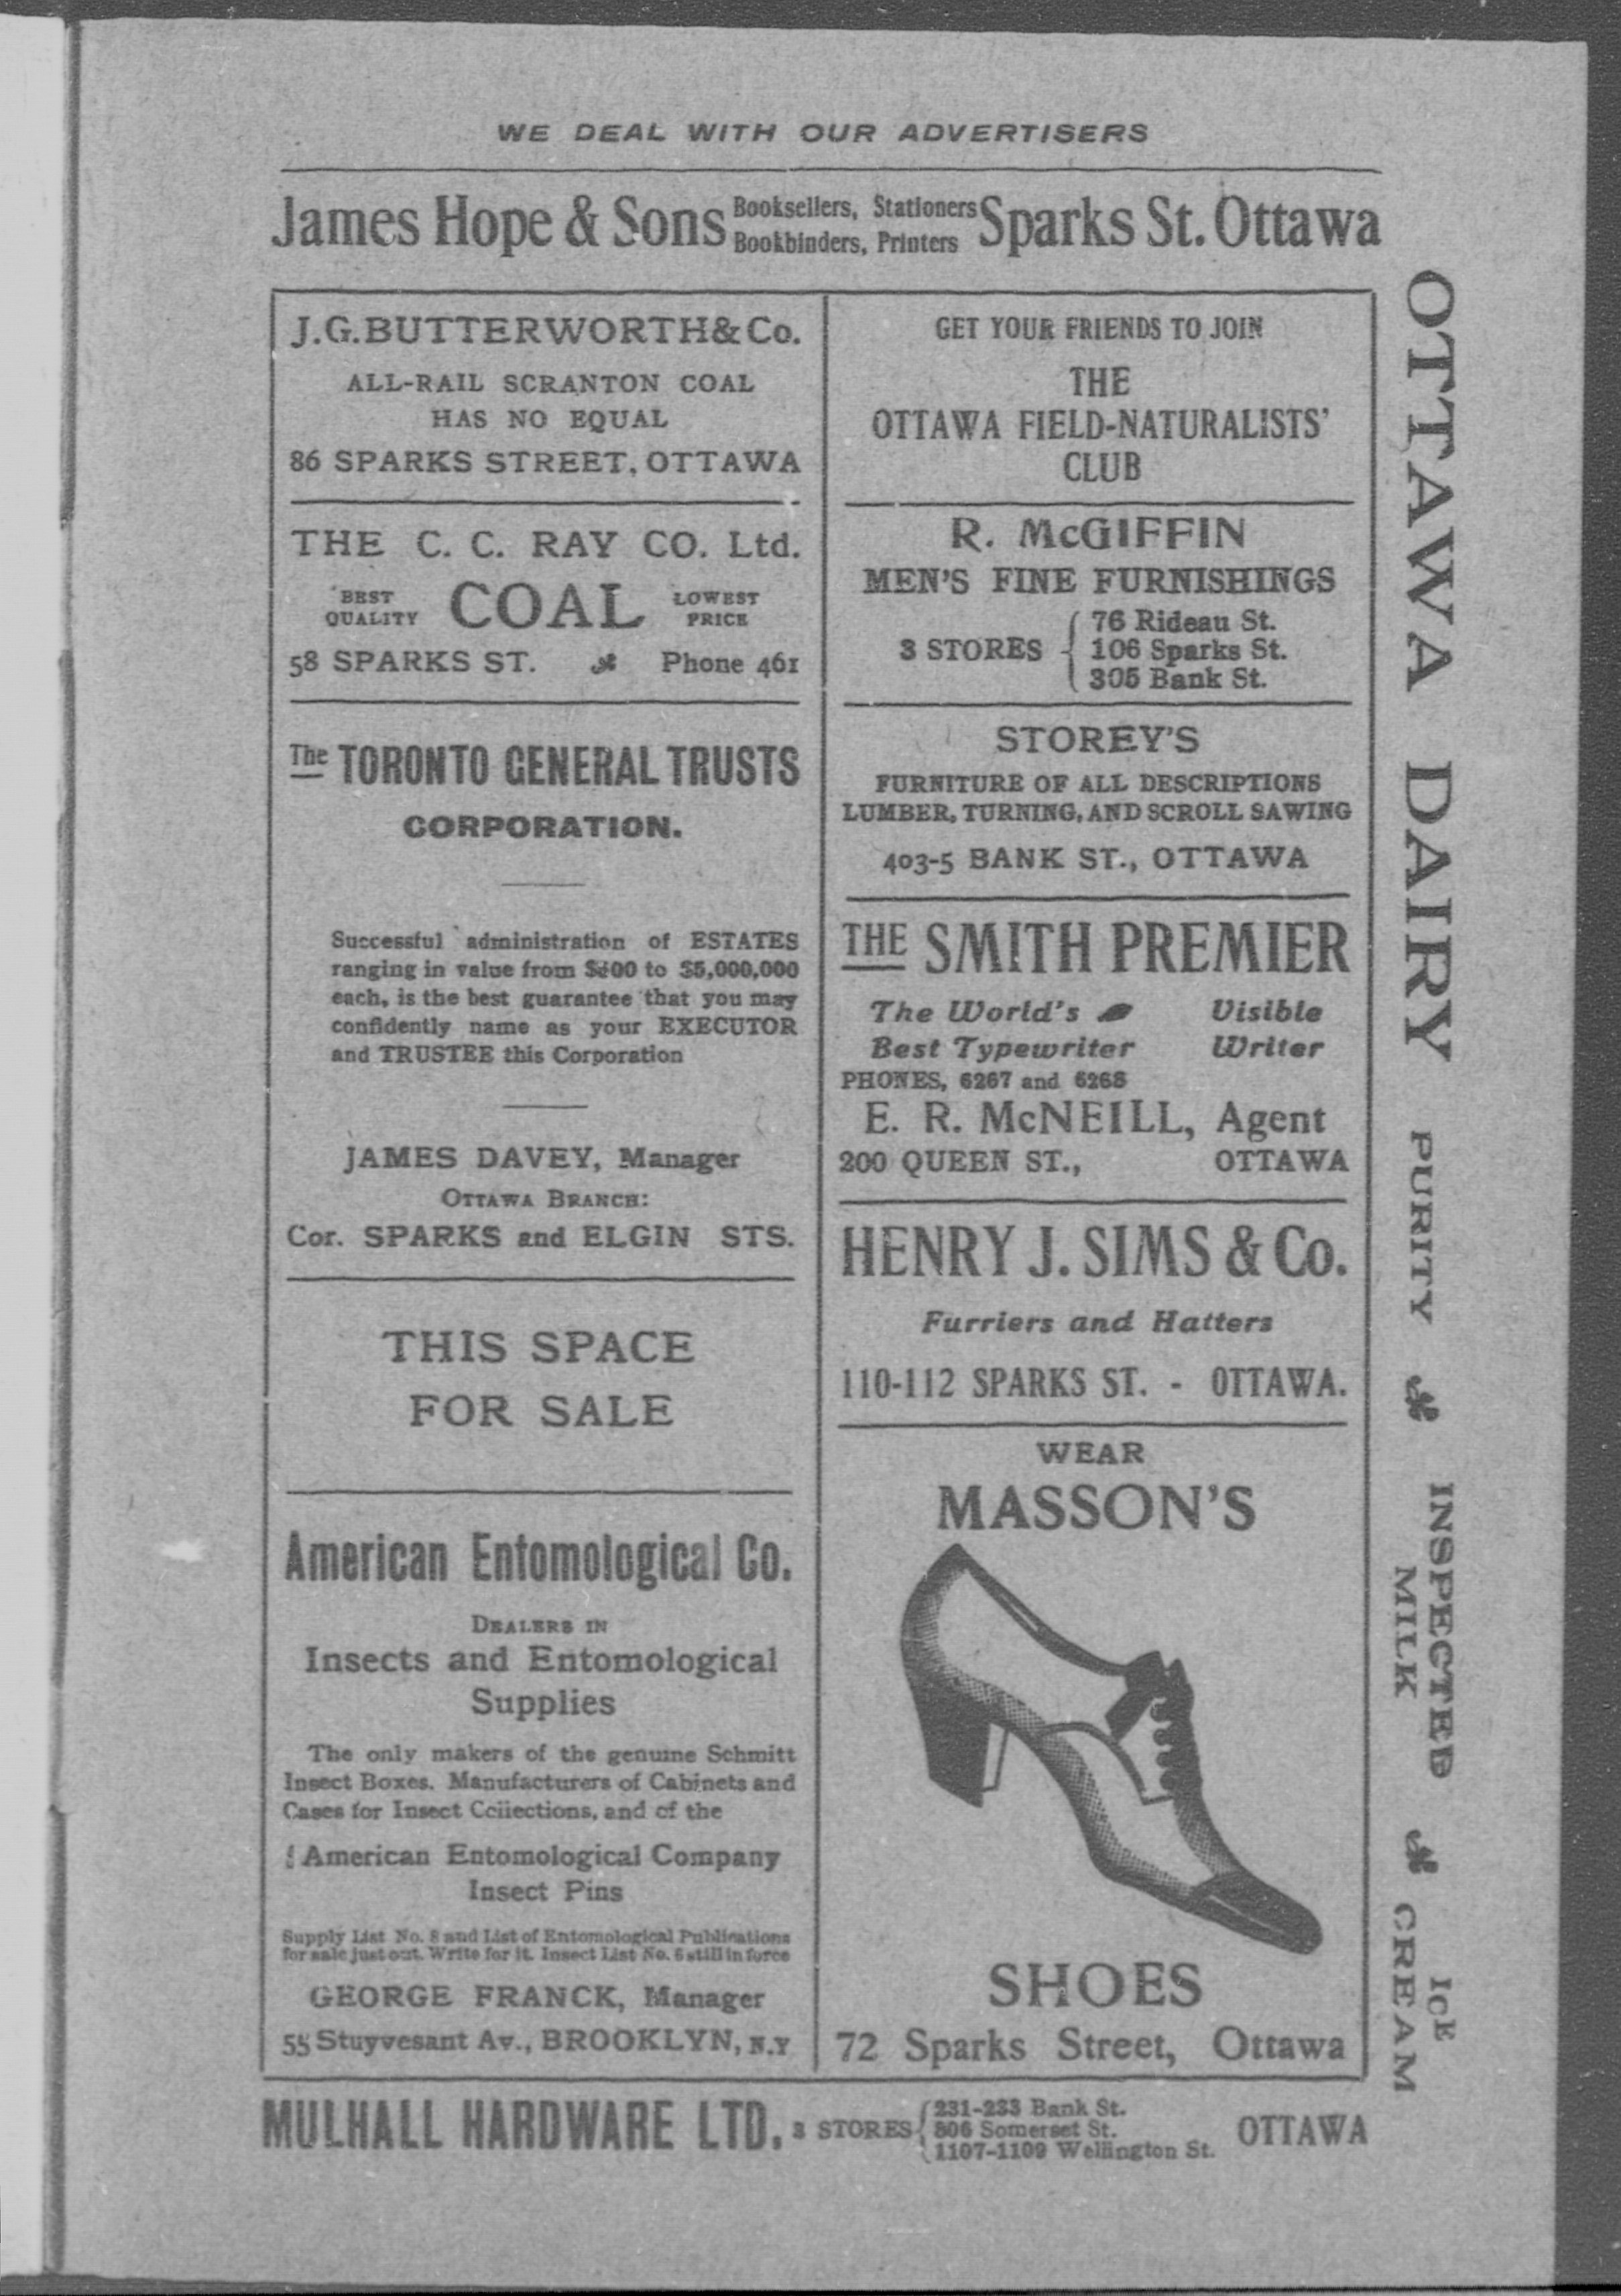 WE DEAL WITH OUR ADVERTISERS
James Hope & Sons Booksellers, Stationers Bookbinders, Printers Sparks St. Ottawa
J.G. BUTTERWORTH & Co.
ALL-RAIL SCRANTON COAL
HAS NO EQUAL
86 SPARKS STREET, OTTAWA
THE C. C. RAY CO. Ltd.
BEST QUALITY COAL LOWEST PRICE
58 SPARKS ST. Phone 461
The TORONTO GENERAL TRUSTS
CORPORATION.
Successful administration of ESTATES
ranging in value from to $5,000,000
each, is the best guarantee that you may
confidently name as your EXECUTOR
and TRUSTEE this Corporation
JAMES DAVEY, Manager
OTTAWA BRANCH:
Cor. SPARKS and ELGIN STS.
THIS SPACE
FOR SALE
American Entomological Co.
DEALERS IN
Insects and Entomological
Supplies
The only makers of the genuine Schmitt
Insect Boxes. Manufacturers of Cabinets and
Cases for Insect Collections, and of the
American Entomological Company
Insect Pins
Supply List No. 8 and List of Entomological Publications
for sale just out. Write for it. Insect List No. 6 still in force
GEORGE FRANCK, Manager
55 Stuyvesant Av., BROOKLYN, N.Y
GET YOUR FRIENDS TO JOIN
THE
OTTAWA FIELD-NATURALISTS'
CLUB
R. McGIFFIN
MEN'S FINE FURNISHINGS
3 STORES
76 Rideau St.
106 Sparks St.
305 Bank St.
STOREY'S
FURNITURE OF ALL DESCRIPTIONS
LUMBER, TURNING, AND SCROLL SAWING
403-5 BANK ST., OTTAWA
THE SMITH PREMIER
The World's Visible
Best Typewriter Writer
PHONES, 6267 and 6268
E. R. McNEILL, Agent
200 QUEEN ST., OTTAWA
HENRY J. SIMS & Co.
Furriers and Hatters
110-112 SPARKS ST. - OTTAWA.
WEAR
MASSON'S
SHOES
72 Sparks Street, Ottawa
OTTAWA DAIRY PURITY INSPECTED MILK ICE CREAM
MULHALL HARDWARE LTD. 3 STORES
231-233 Bank St.
806 Somerset St.
1107-1109 Wellington St.
OTTAWA